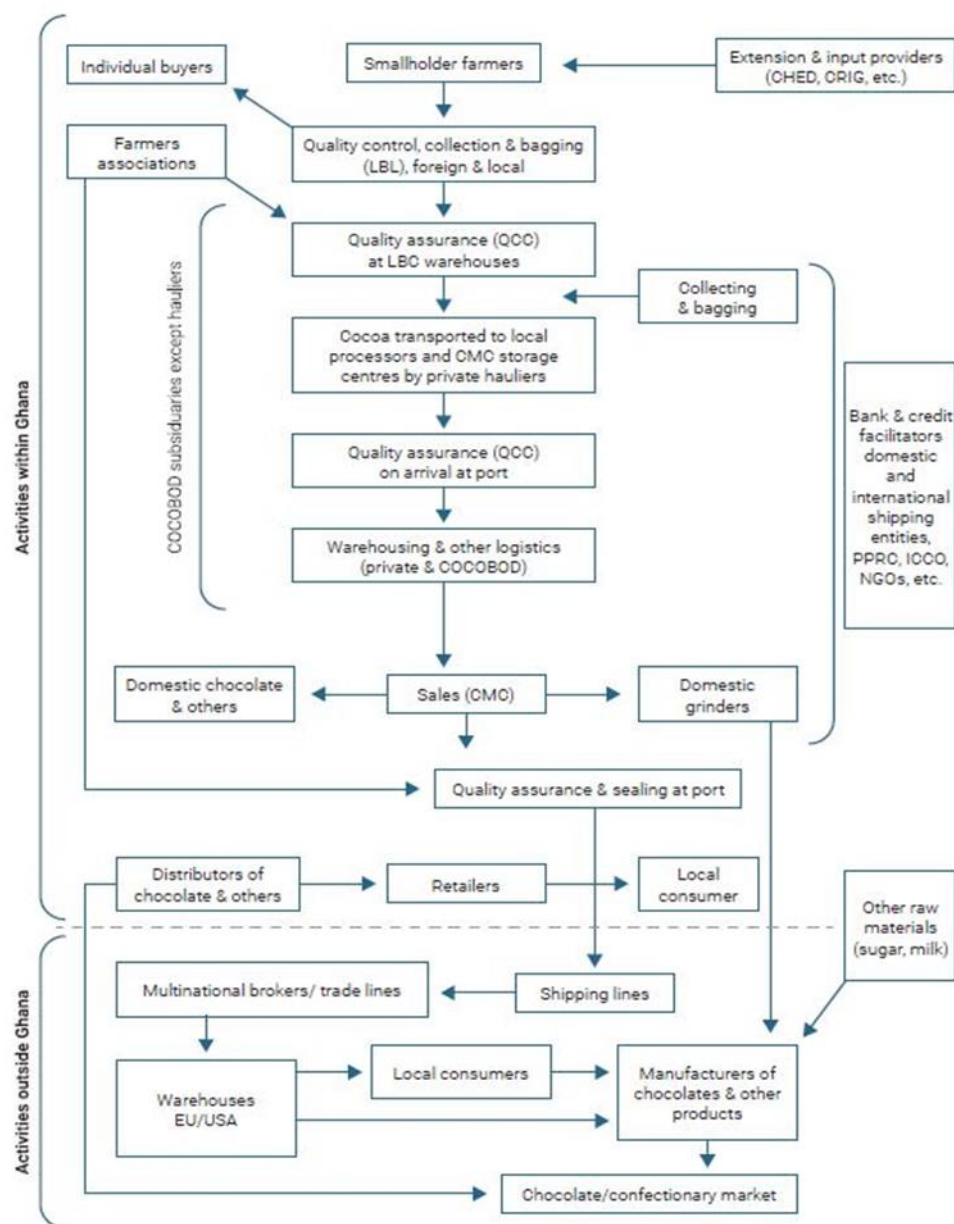 Individual buyers
Smallholder farmers
Extension & input providers
(CHED, CRIG, etc.)
Farmers
associations
Quality control, collection & bagging
(LBL), foreign & local
Quality assurance (QCC)
at LBC warehouses
Collecting
& bagging
Cocoa transported to local
processors and CMC storage
centres by private hauliers
COCOBOD subsiduaries except hauliers
Activities within Ghana
Bank & credit
facilitators
domestic
and
international
shipping
entities,
PPRC, ICCO,
NGOs, etc.
Quality assurance (QCC)
on arrival at port
Warehousing & other logistics
(private & COCOBOD)
Domestic chocolate
& others
Sales (CMC)
Domestic
grinders
Quality assurance & sealing at port
Distributors of
chocolate & others
Retailers
Local
consumer
Other raw
materials
(sugar, milk)
Activities outside Ghana
Multinational brokers/ trade lines
Shipping lines
Warehouses
EU/USA
Local consumers
Manufacturers of
chocolates & other
products
Chocolate/confectionary market